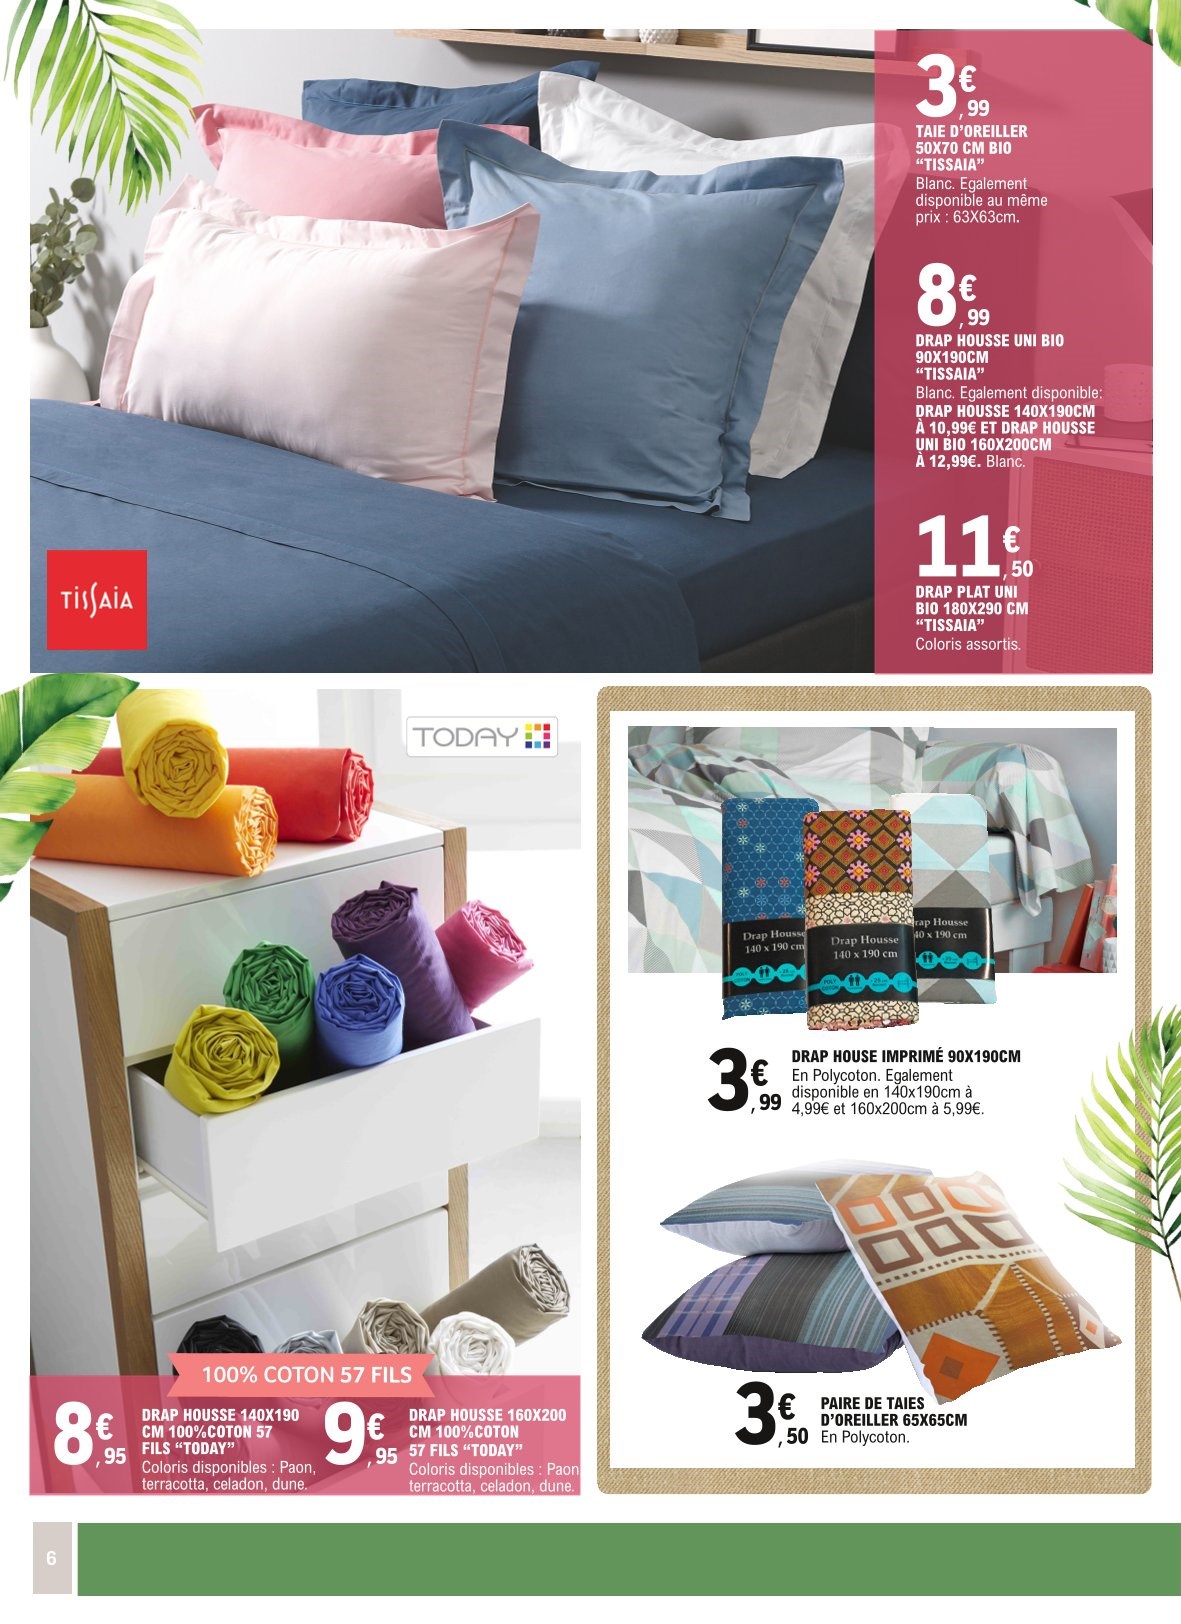 3€,99
TAIE D'OREILLER
50X70 CM BIO
“TISSAIA”
Blanc. Egalement
disponible au même
prix : 63X63cm.
8€,99
DRAP HOUSSE UNI BIO
90X190CM
“TISSAIA”
Blanc. Egalement disponible:
DRAP HOUSSE 140X190CM
À 10,99€ ET DRAP HOUSSE
UNI BIO 160X200CM
À 12,99€. Blanc.
11€,50
DRAP PLAT UNI
BIO 180X290 CM
“TISSAIA”
Coloris assortis.
TISSAIA
TODAY
100% COTON 57 FILS
8€,95
DRAP HOUSSE 140X190
CM 100%COTON 57
FILS “TODAY”
Coloris disponibles : Paon,
terracotta, celadon, dune.
9€,95
DRAP HOUSSE 160X200
CM 100%COTON
57 FILS “TODAY”
Coloris disponibles : Paon
terracotta, celadon, dune.
Drap Housse
140 x 190 cm
Drap Housse
140 x 190 cm
POLY COTON
rap Housse
40 x 190 cm
3€,99
DRAP HOUSE IMPRIMÉ 90X190CM
En Polycoton. Egalement
disponible en 140x190cm à
4,99€ et 160x200cm à 5,99€.
3€,50
PAIRE DE TAIES
D'OREILLER 65X65CM
En Polycoton.
6